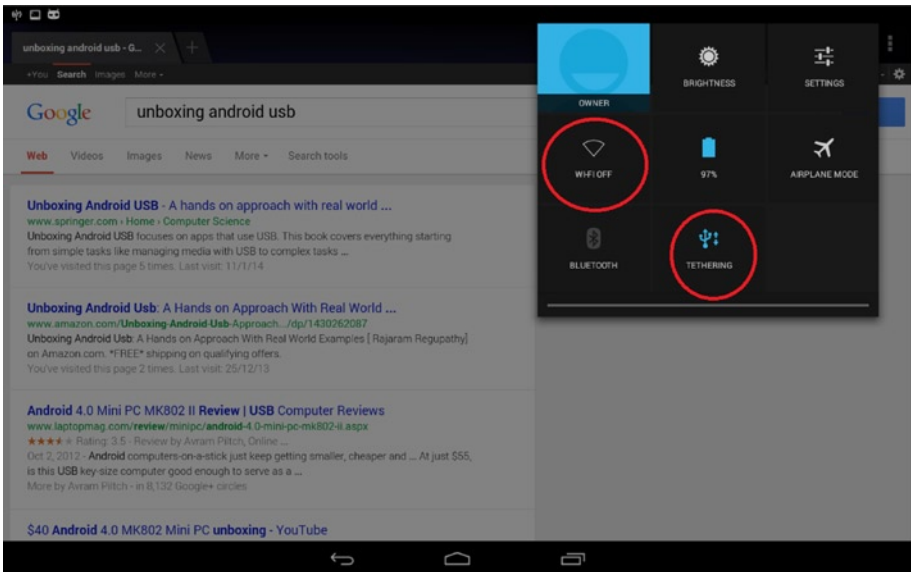 unboxing android usb - G...
+You Search Images More
Google
unboxing android usb
Web Videos Images News More Search tools
Unboxing Android USB - A hands on approach with real world ...
www.springer.com › Home › Computer Science
Unboxing Android USB focuses on apps that use USB. This book covers everything starting
from simple tasks like managing media with USB to complex tasks ...
You've visited this page 5 times. Last visit: 11/1/14
Unboxing Android Usb: A Hands on Approach With Real World ...
www.amazon.com/Unboxing-Android-Usb-Approach.../dp/1430262087
Unboxing Android Usb: A Hands on Approach With Real World Examples [ Rajaram Regupathy]
on Amazon.com. *FREE* shipping on qualifying offers.
You've visited this page 2 times. Last visit: 25/12/13
Android 4.0 Mini PC MK802 II Review | USB Computer Reviews
www.laptopmag.com/review/minipc/android-4.0-mini-pc-mk802-ii.aspx
Rating: 3.5 - Review by Avram Piltch, Online ...
Oct 2, 2012 - Android computers-on-a-stick just keep getting smaller, cheaper and ... At just $55,
is this USB key-size computer good enough to serve as a ...
More by Avram Piltch - in 8,132 Google+ circles
$40 Android 4.0 MK802 Mini PC unboxing - YouTube
OWNER
BRIGHTNESS
SETTINGS
WI-FI OFF
97%
AIRPLANE MODE
BLUETOOTH
TETHERING